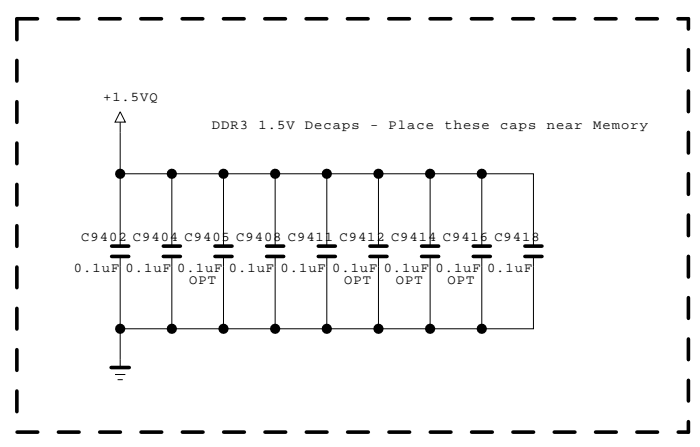 +1.5VQ
DDR3 1.5V Decaps - Place these caps near Memory
C9402 C9404 C9405 C9408 C9411 C9412 C9414 C9416 C9418
0.1uF 0.1uF 0.1uF 0.1uF 0.1uF 0.1uF 0.1uF 0.1uF 0.1uF
OPT OPT OPT OPT